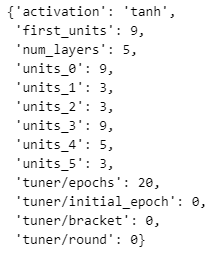 {'activation': 'tanh',
 'first_units': 9,
 'num_layers': 5,
 'units_0': 9,
 'units_1': 3,
 'units_2': 3,
 'units_3': 9,
 'units_4': 5,
 'units_5': 3,
 'tuner/epochs': 20,
 'tuner/initial_epoch': 0,
 'tuner/bracket': 0,
 'tuner/round': 0}